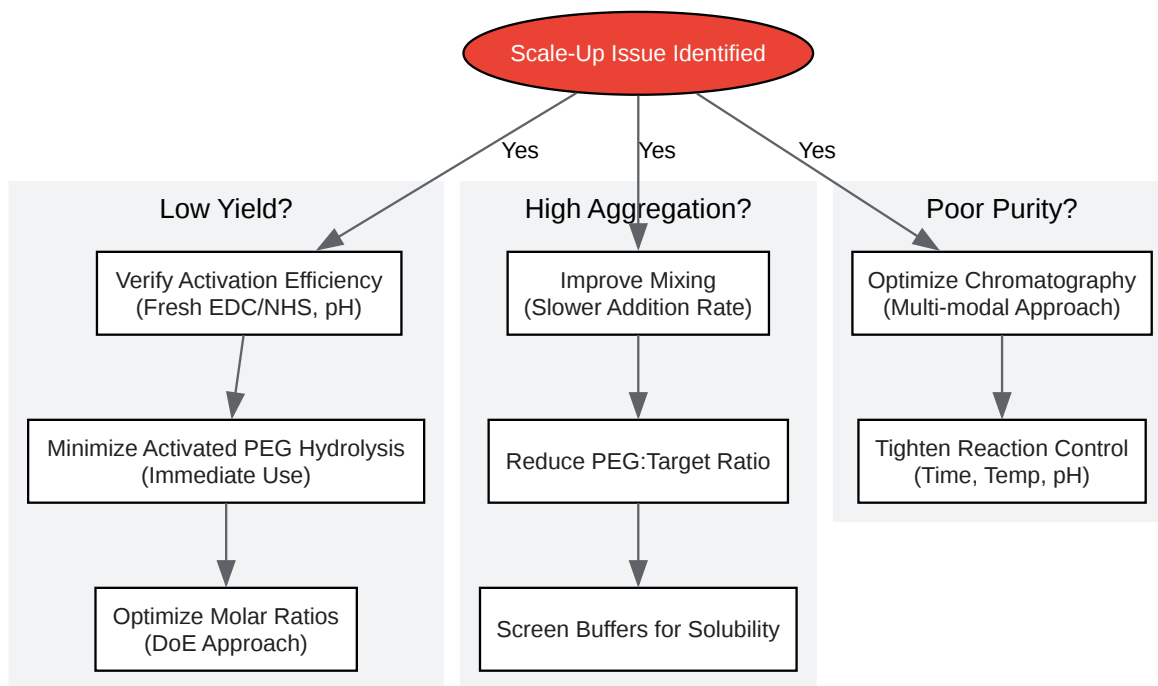 Scale-Up Issue Identified
Yes
Yes
Yes
Low Yield?
Verify Activation Efficiency
(Fresh EDC/NHS, pH)
Minimize Activated PEG Hydrolysis
(Immediate Use)
Optimize Molar Ratios
(DoE Approach)
High Aggregation?
Improve Mixing
(Slower Addition Rate)
Reduce PEG:Target Ratio
Screen Buffers for Solubility
Poor Purity?
Optimize Chromatography
(Multi-modal Approach)
Tighten Reaction Control
(Time, Temp, pH)